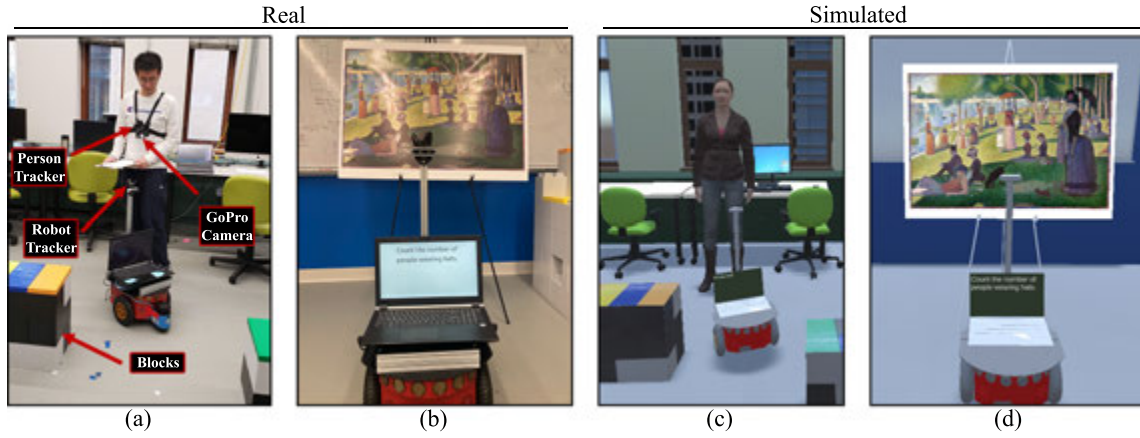 Real
Simulated
Person
Tracker
Robot
Tracker
GoPro
Camera
Blocks
Count the number of
people wearing hats.
Count the number of
people wearing hats.
(a)
(b)
(c)
(d)